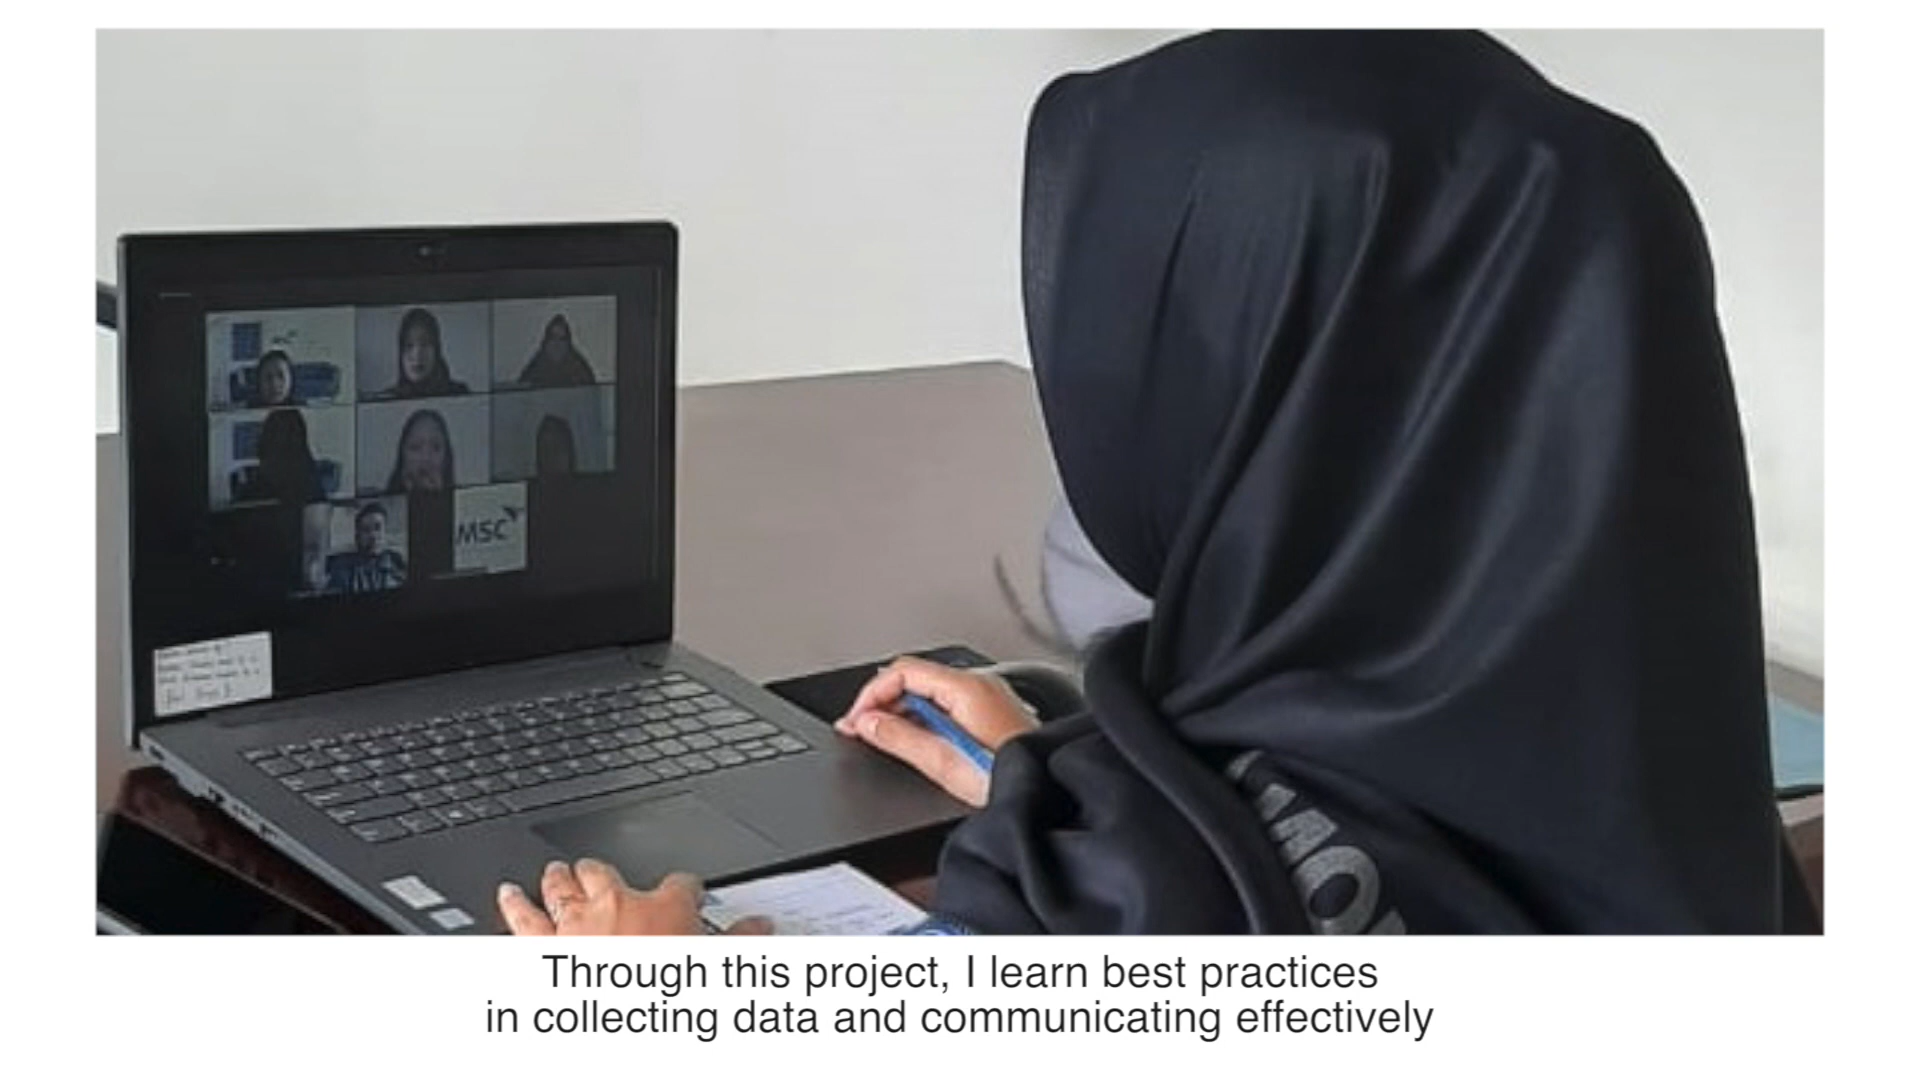 MSC
Through this project, I learn best practices
in collecting data and communicating effectively